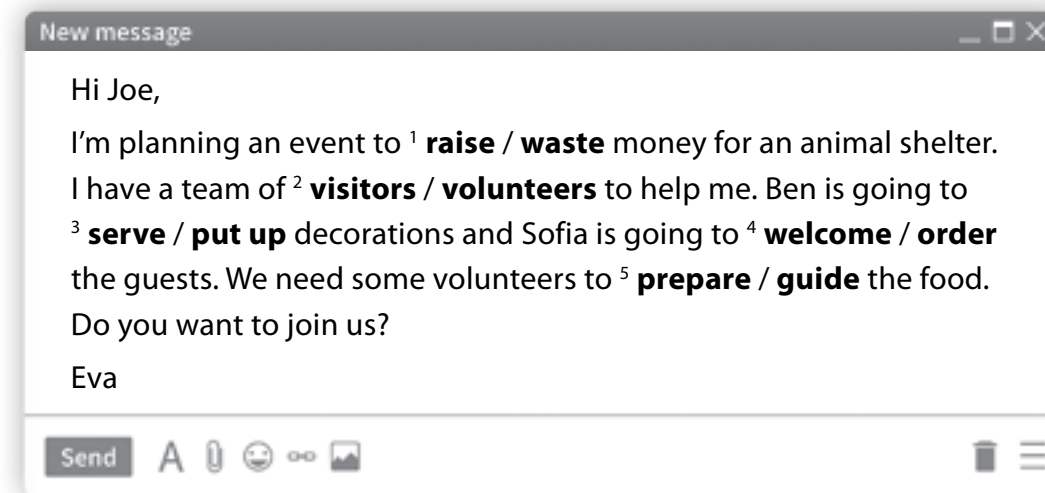 New message
Hi Joe,
I'm planning an event to ¹ raise / waste money for an animal shelter.
I have a team of ² visitors / volunteers to help me. Ben is going to
³ serve / put up decorations and Sofia is going to ⁴ welcome / order
the guests. We need some volunteers to ⁵ prepare / guide the food.
Do you want to join us?
Eva
Send A